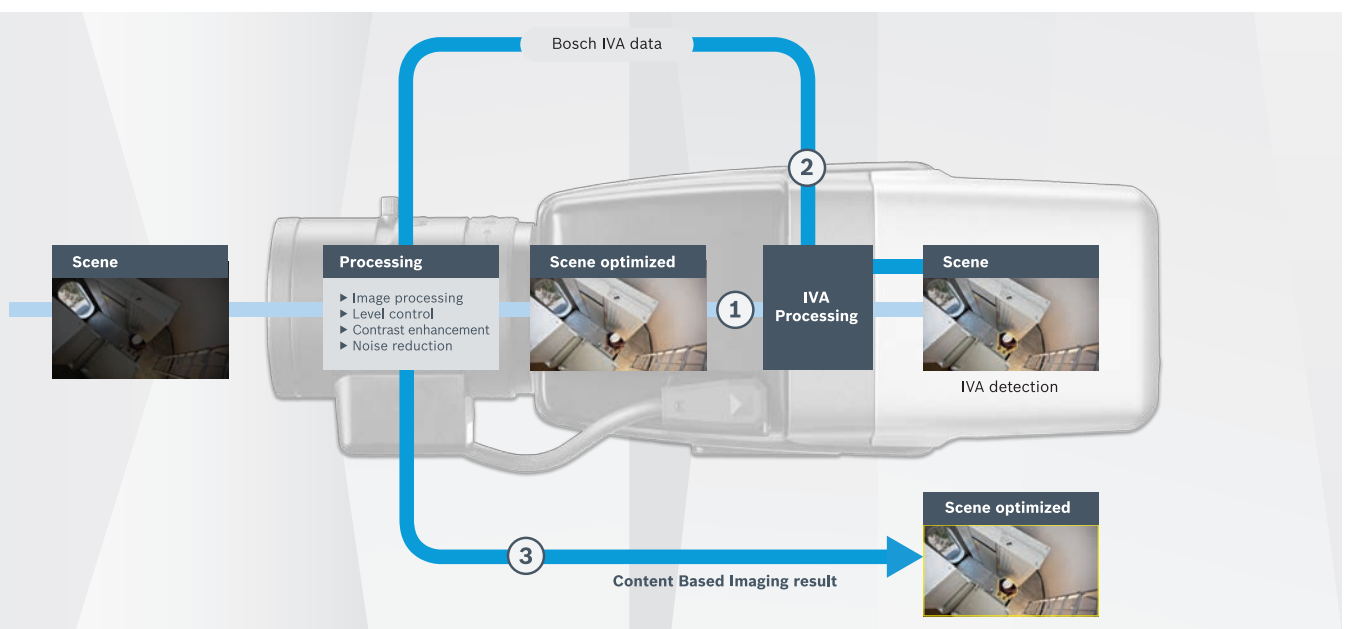 Bosch IVA data
2
Scene
Processing
▶ Image processing
▶ Level control
▶ Contrast enhancement
▶ Noise reduction
Scene optimized
1
IVA
Processing
Scene
IVA detection
Scene optimized
3
Content Based Imaging result